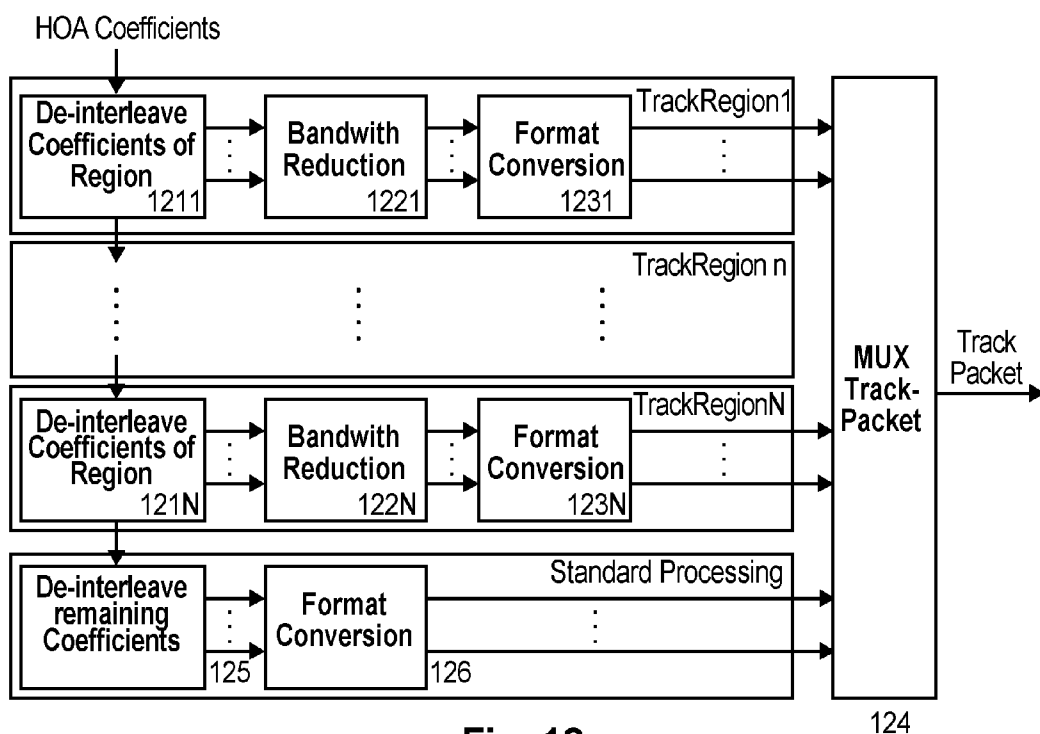 HOA Coefficients
TrackRegion1
De-interleave
Coefficients of
Region
1211
Bandwith
Reduction
1221
Format
Conversion
1231
TrackRegion n
TrackRegionN
De-interleave
Coefficients of
Region
121N
Bandwith
Reduction
122N
Format
Conversion
123N
Standard Processing
De-interleave
remaining
Coefficients
125
Format
Conversion
126
MUX
Track-
Packet
124
Track
Packet